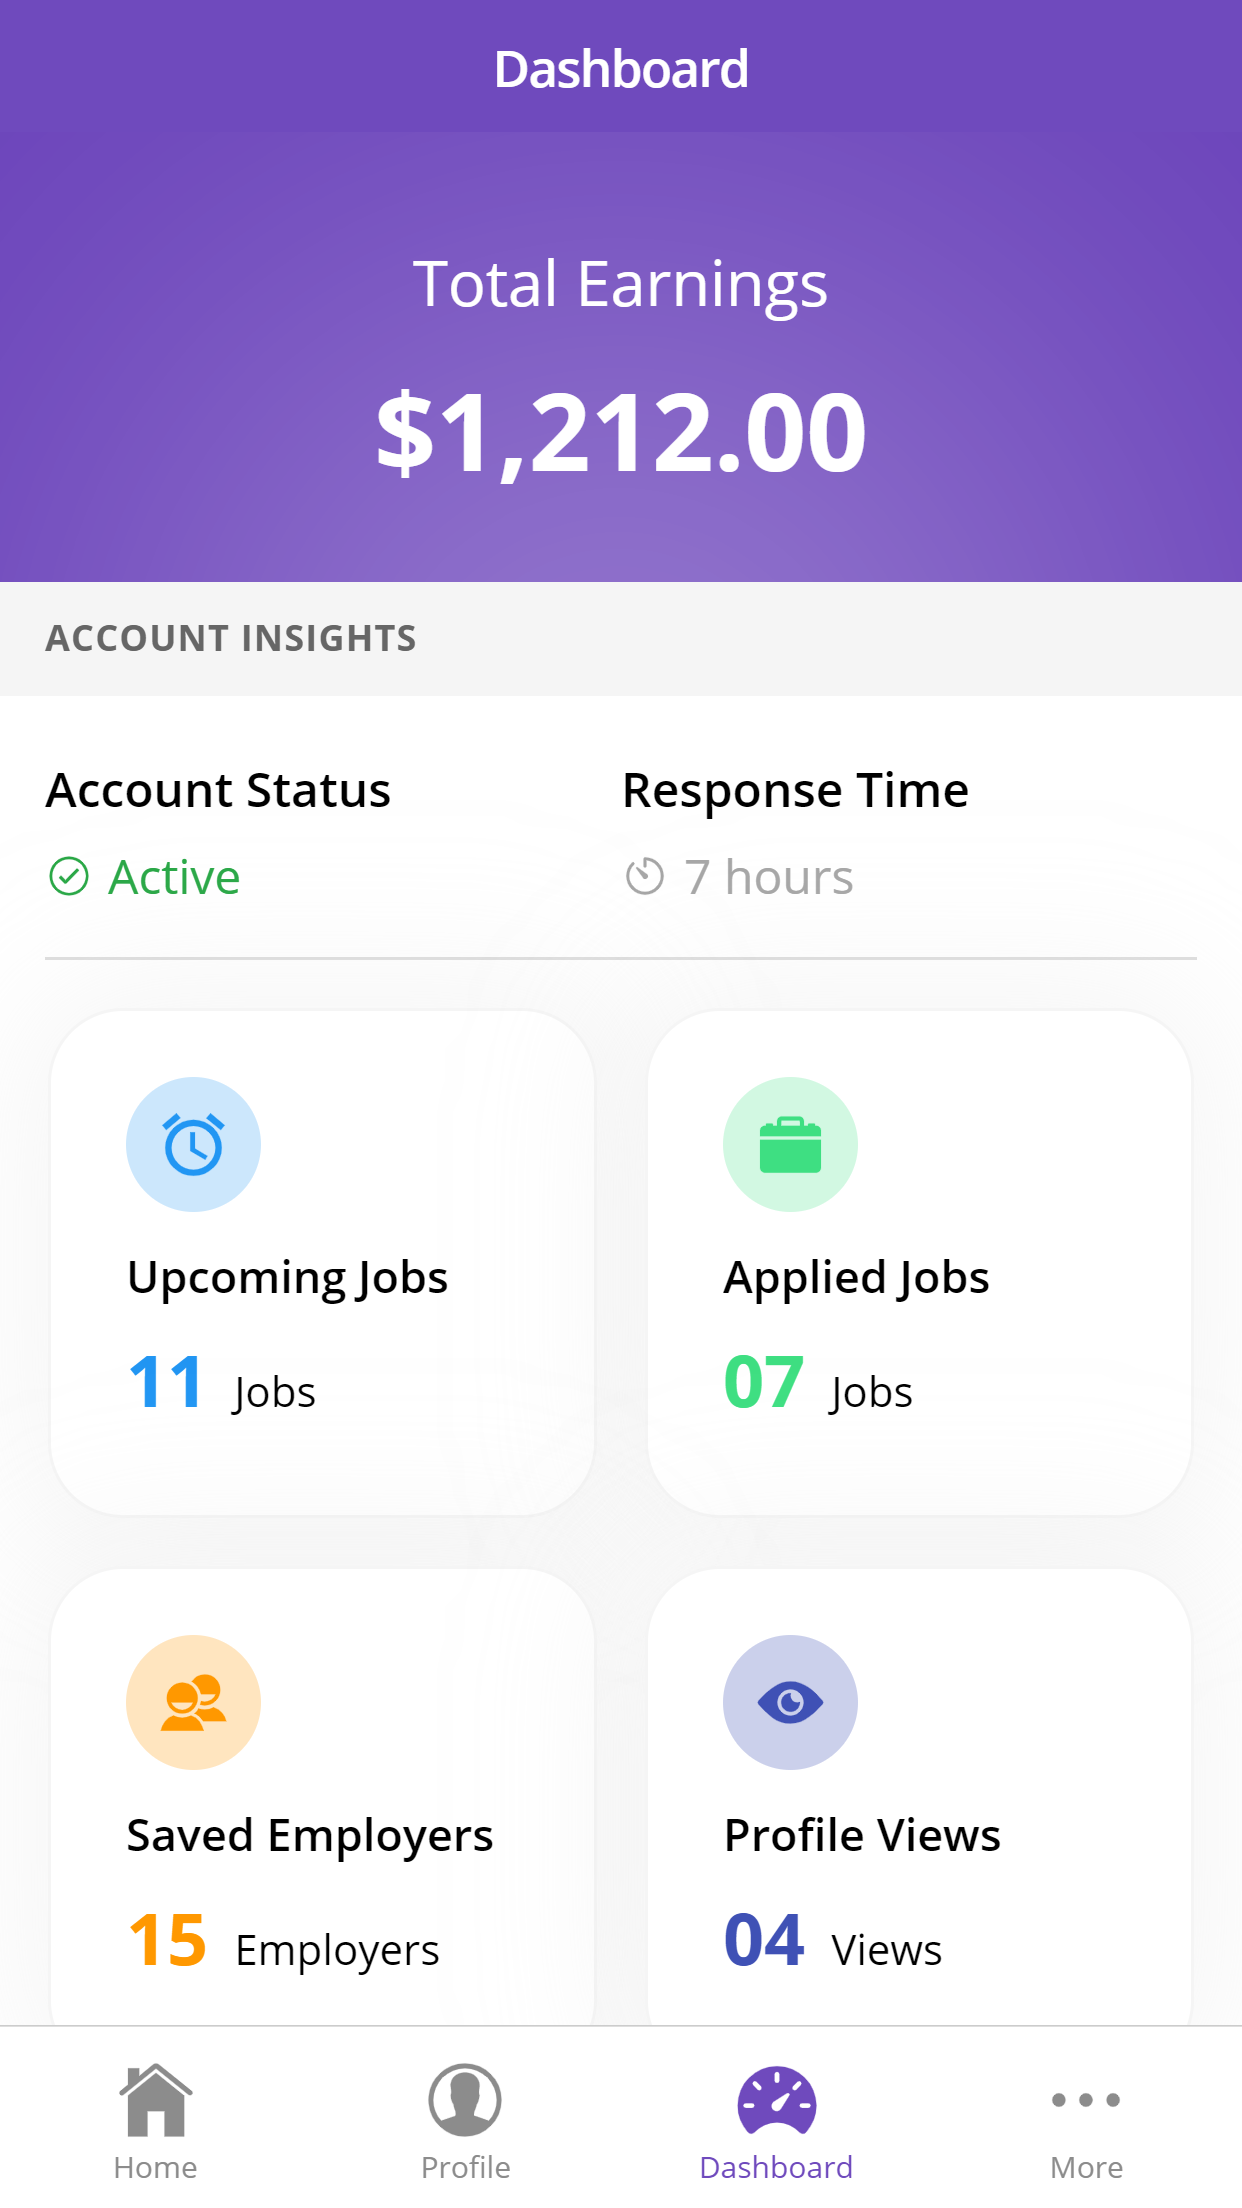 Dashboard
Total Earnings
$1,212.00
ACCOUNT INSIGHTS
Account Status
Active
Response Time
7 hours
Upcoming Jobs
11 Jobs
Applied Jobs
07 Jobs
Saved Employers
15 Employers
Profile Views
04 Views
Home
Profile
Dashboard
More